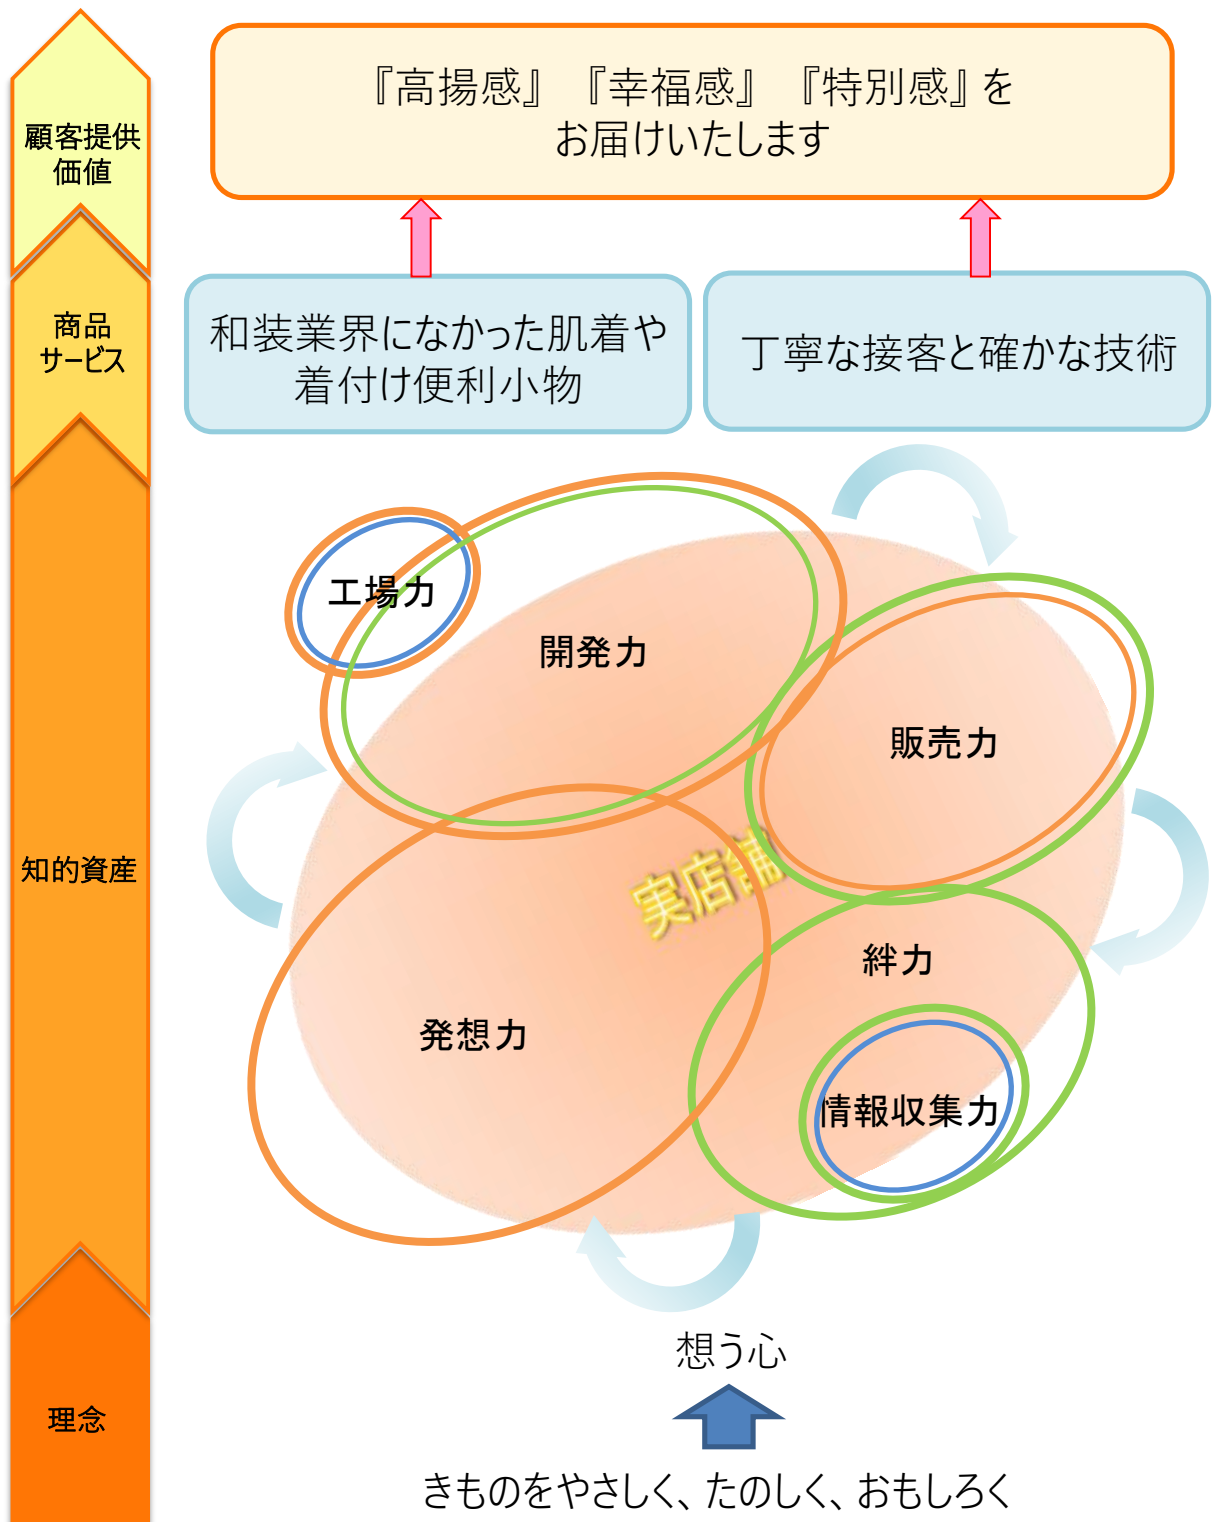 顧客提供
価値
『高揚感』 『幸福感』 『特別感』を
お届けいたします
商品
サービス
和装業界になかった肌着や
着付け便利小物
丁寧な接客と確かな技術
知的資産
工場力
開発力
販売力
実店舗
絆力
発想力
情報収集力
理念
想う心
きものをやさしく、たのしく、おもしろく